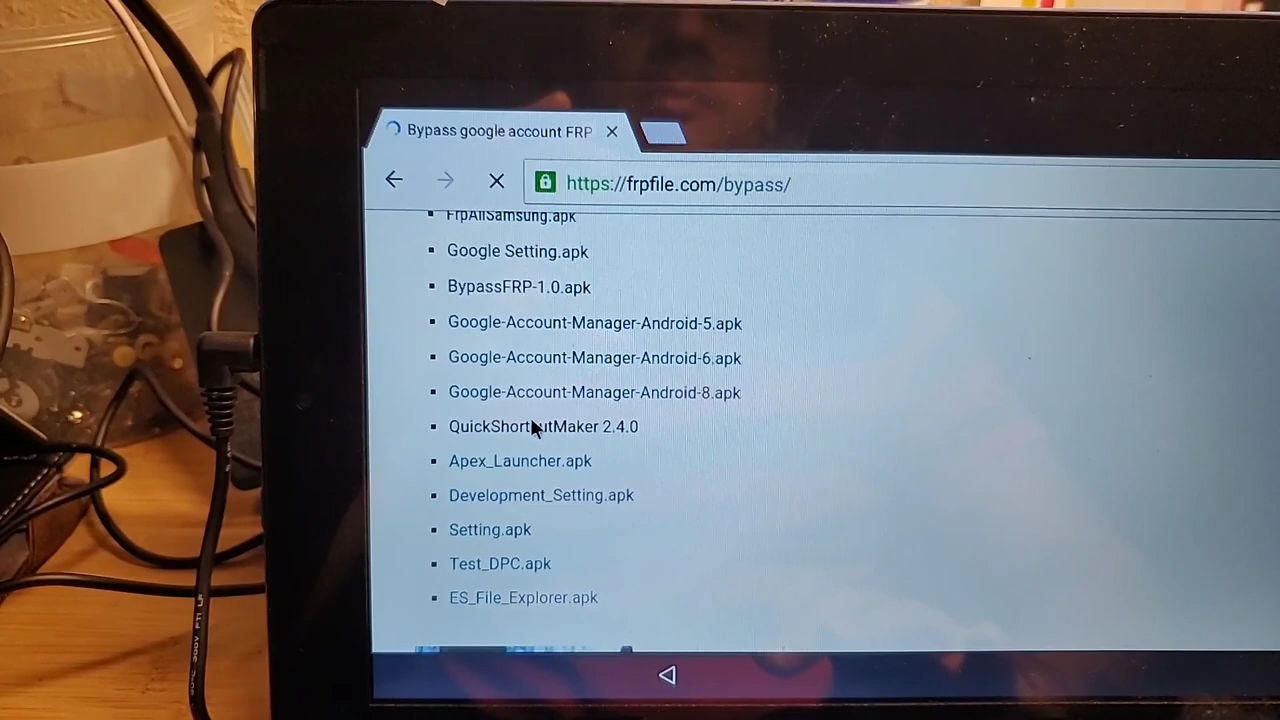 Bypass google account FRP
https://frpfile.com/bypass/
FrpAllSamsung.apk
Google Setting.apk
BypassFRP-1.0.apk
Google-Account-Manager-Android-5.apk
Google-Account-Manager-Android-6.apk
Google-Account-Manager-Android-8.apk
QuickShortcutMaker 2.4.0
Apex_Launcher.apk
Development_Setting.apk
Setting.apk
Test_DPC.apk
ES_File_Explorer.apk